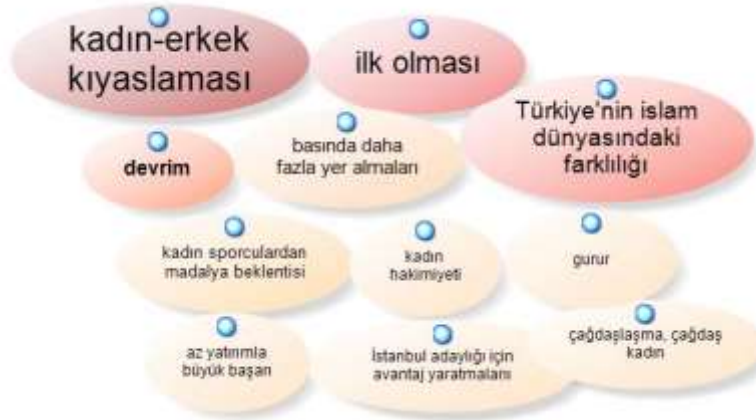 kadın-erkek
kıyaslaması
ilk olması
Türkiye'nin islam
dünyasındaki
farklılığı
devrim
basında daha
fazla yer almaları
kadın sporculardan
madalya beklentisi
kadın
hakimiyeti
gurur
az yatırımla
büyük başarı
İstanbul adaylığı için
avantaj yaratmaları
çağdaşlaşma, çağdaş
kadın